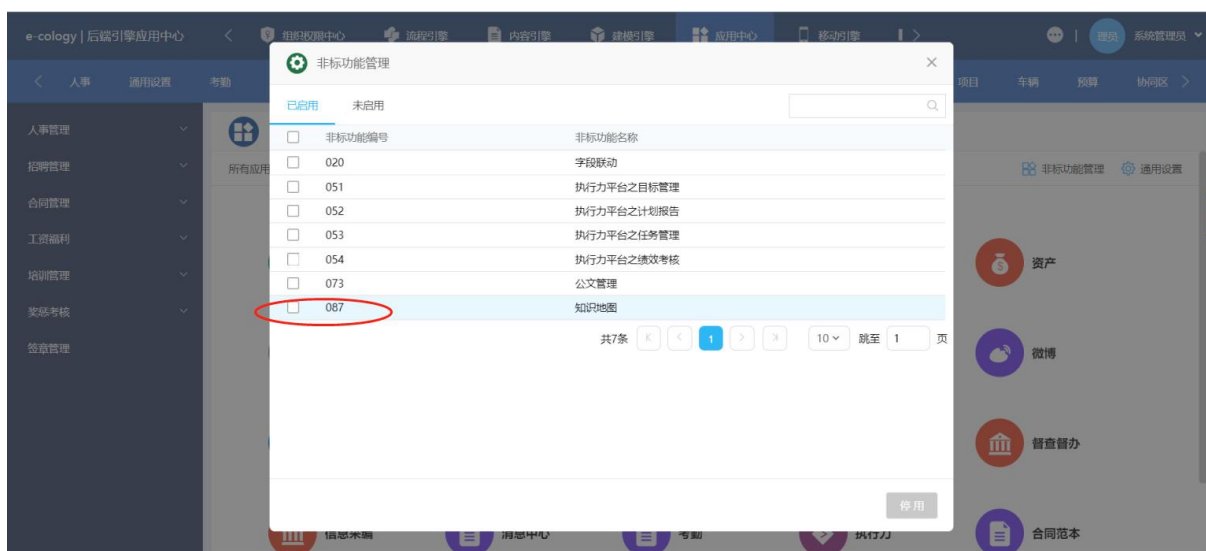 e-cology | 后端引擎应用中心 < 组织权限中心 流程引擎 内容引擎 建模引擎 应用中心 移动引擎 > 理员 系统管理员
< 人事 通用设置 考勤 项目 车辆 预算 协同区 >
非标功能管理
已启用 未启用
人事管理
招聘管理
合同管理
工资福利
培训管理
奖惩考核
签章管理
所有应用
非标功能管理 通用设置
非标功能编号 非标功能名称
020 字段联动
051 执行力平台之目标管理
052 执行力平台之计划报告
053 执行力平台之任务管理
054 执行力平台之绩效考核
073 公文管理
087 知识地图
共7条 1 10 跳至 1 页
停用
资产
微博
督查督办
信息采编 消息中心 考勤 执行力 合同范本